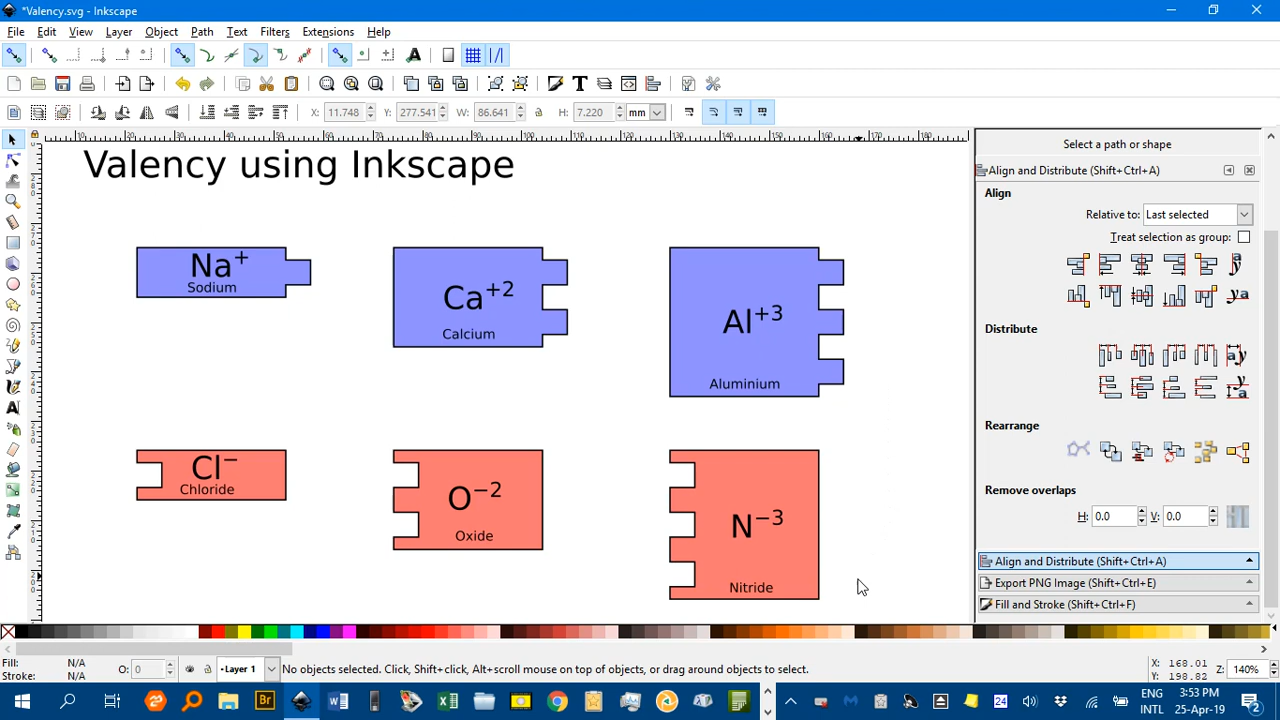 *Valency.svg - Inkscape
File Edit View Layer Object Path Text Filters Extensions Help
X: 11.748 Y: 277.541 W: 86.641 H: 7.220 mm
Valency using Inkscape
Select a path or shape
Align and Distribute (Shift+Ctrl+A)
Align
Relative to: Last selected
Treat selection as group:
Distribute
Rearrange
Remove overlaps
H: 0.0 V: 0.0
Align and Distribute (Shift+Ctrl+A)
Export PNG Image (Shift+Ctrl+E)
Fill and Stroke (Shift+Ctrl+F)
Na⁺
Sodium
Ca⁺²
Calcium
Al⁺³
Aluminium
Cl⁻
Chloride
O⁻²
Oxide
N⁻³
Nitride
Fill: N/A
Stroke: N/A
O: 0
Layer 1
No objects selected. Click, Shift+click, Alt+scroll mouse on top of objects, or drag around objects to select.
X: 168.01
Y: 198.82
Z: 140%
Br
24
ENG
INTL
3:53 PM
25-Apr-19
2